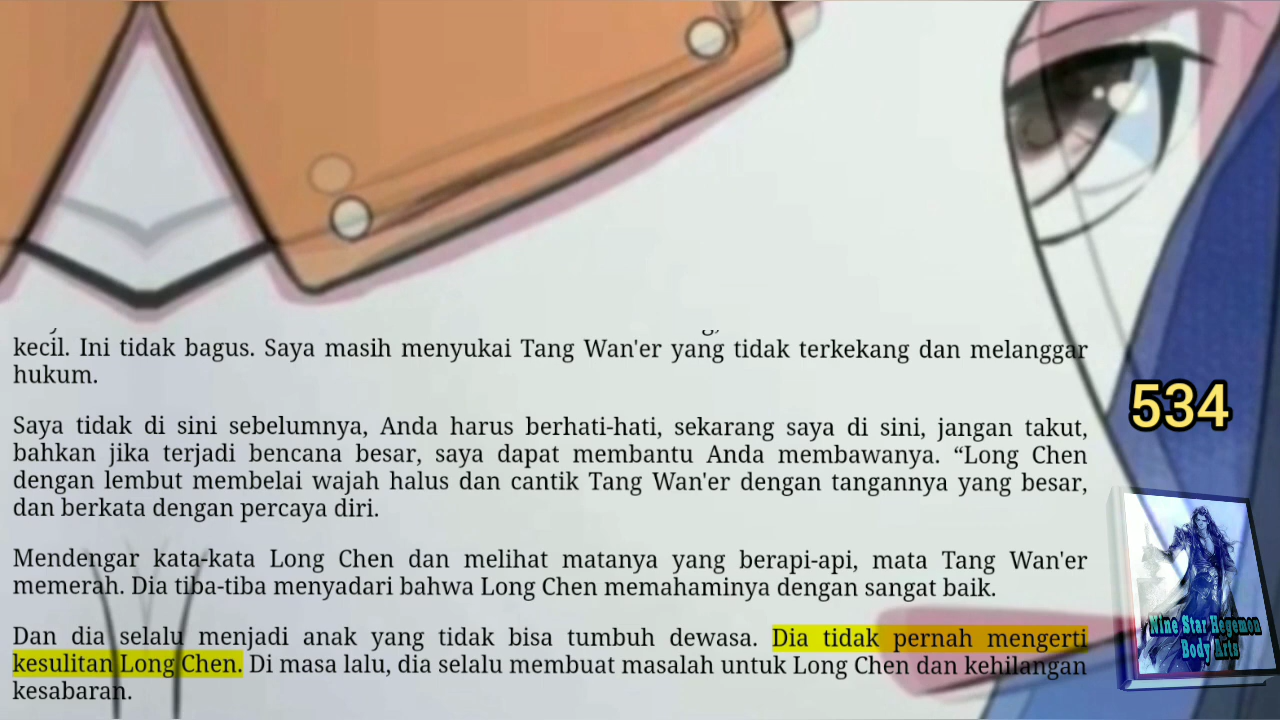 kecil. Ini tidak bagus. Saya masih menyukai Tang Wan'er yang tidak terkekang dan melanggar
hukum.
Saya tidak di sini sebelumnya, Anda harus berhati-hati, sekarang saya di sini, jangan takut,
bahkan jika terjadi bencana besar, saya dapat membantu Anda membawanya. “Long Chen
dengan lembut membelai wajah halus dan cantik Tang Wan'er dengan tangannya yang besar,
dan berkata dengan percaya diri.
Mendengar kata-kata Long Chen dan melihat matanya yang berapi-api, mata Tang Wan'er
memerah. Dia tiba-tiba menyadari bahwa Long Chen memahaminya dengan sangat baik.
Dan dia selalu menjadi anak yang tidak bisa tumbuh dewasa. Dia tidak pernah mengerti
kesulitan Long Chen. Di masa lalu, dia selalu membuat masalah untuk Long Chen dan kehilangan
kesabaran.
534
Nine Star Hegemon
Body Arts